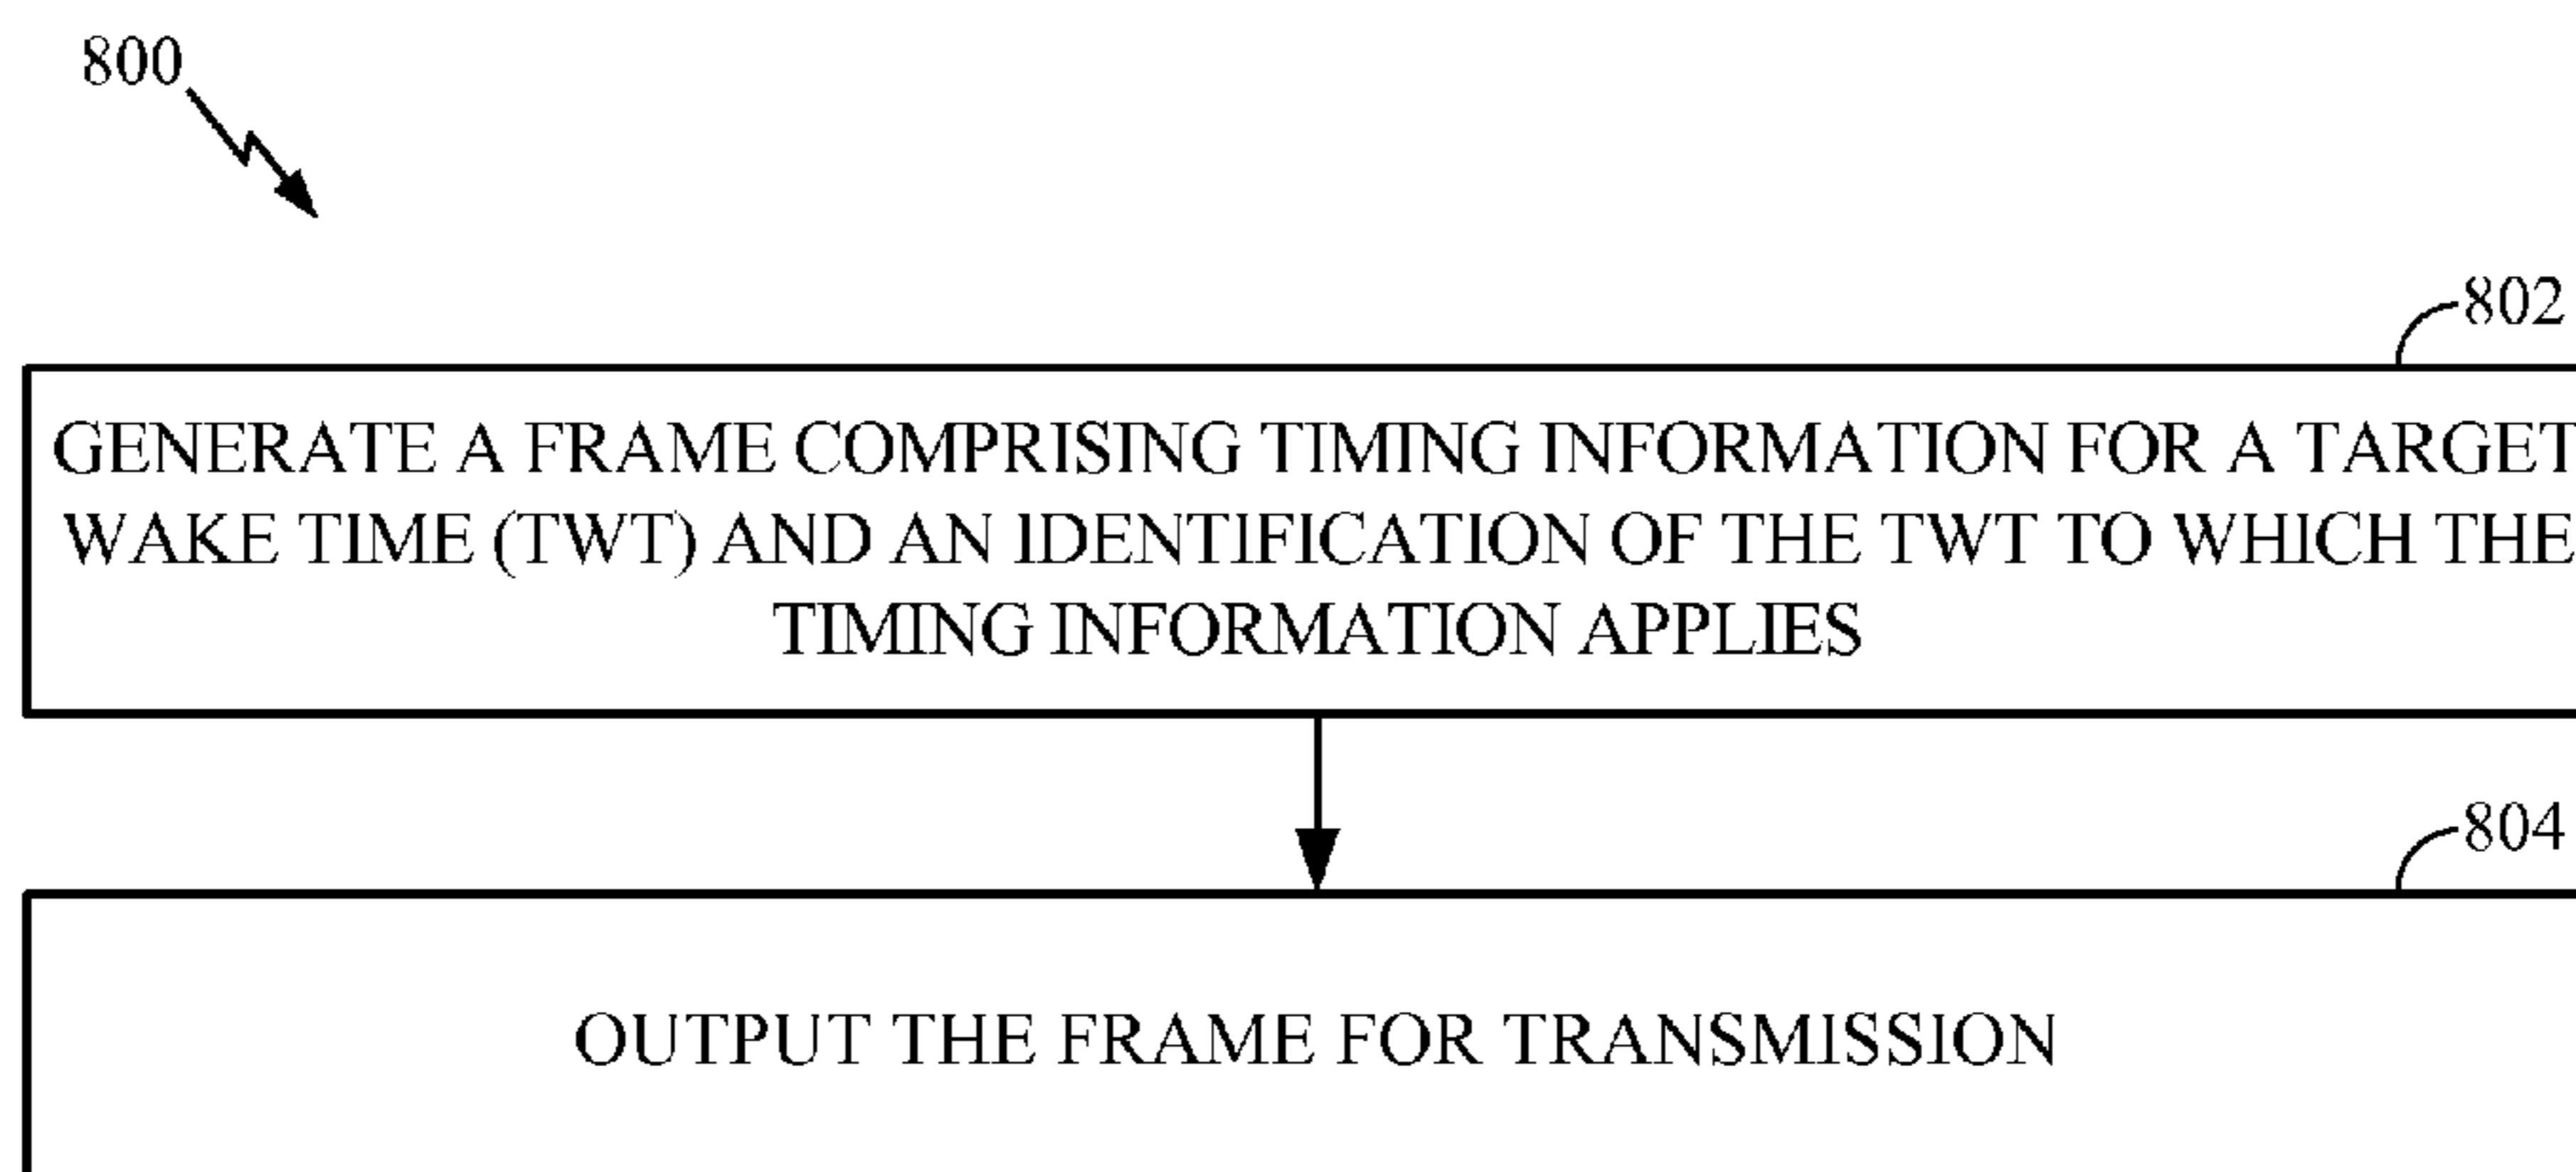 800
802
GENERATE A FRAME COMPRISING TIMING INFORMATION FOR A TARGET
WAKE TIME (TWT) AND AN IDENTIFICATION OF THE TWT TO WHICH THE
TIMING INFORMATION APPLIES
804
OUTPUT THE FRAME FOR TRANSMISSION